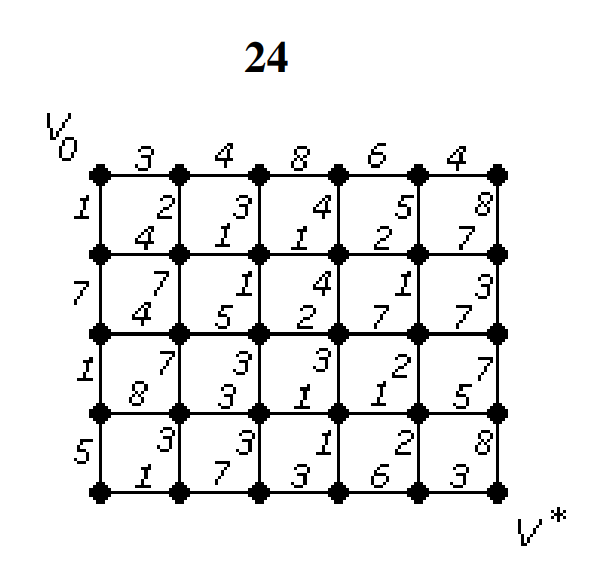 24
V0
3 4 8 6 4
1 2 3 4 5 8
4 1 1 2 7
7 7 1 4 1 3
4 5 2 7 7
1 7 3 3 2 7
8 3 1 1 5
5 3 3 1 2 8
1 7 3 6 3
V*